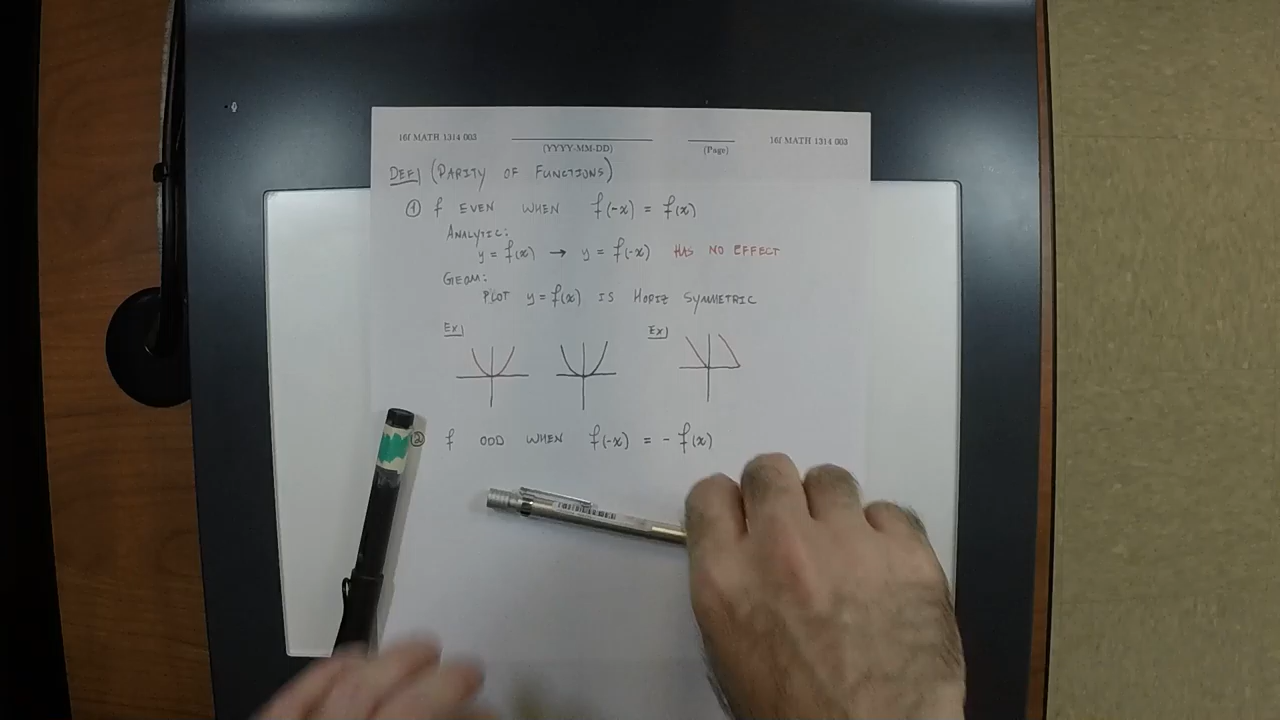 16f MATH 1314 003 (YYYY-MM-DD) (Page) 16f MATH 1314 003
DEF (PARITY OF FUNCTIONS)
① f EVEN WHEN f(-x) = f(x)
ANALYTIC:
y = f(x) → y = f(-x) HAS NO EFFECT
GEOM:
PLOT y = f(x) IS HORIZ SYMMETRIC
EX) EX)
② f ODD WHEN f(-x) = - f(x)